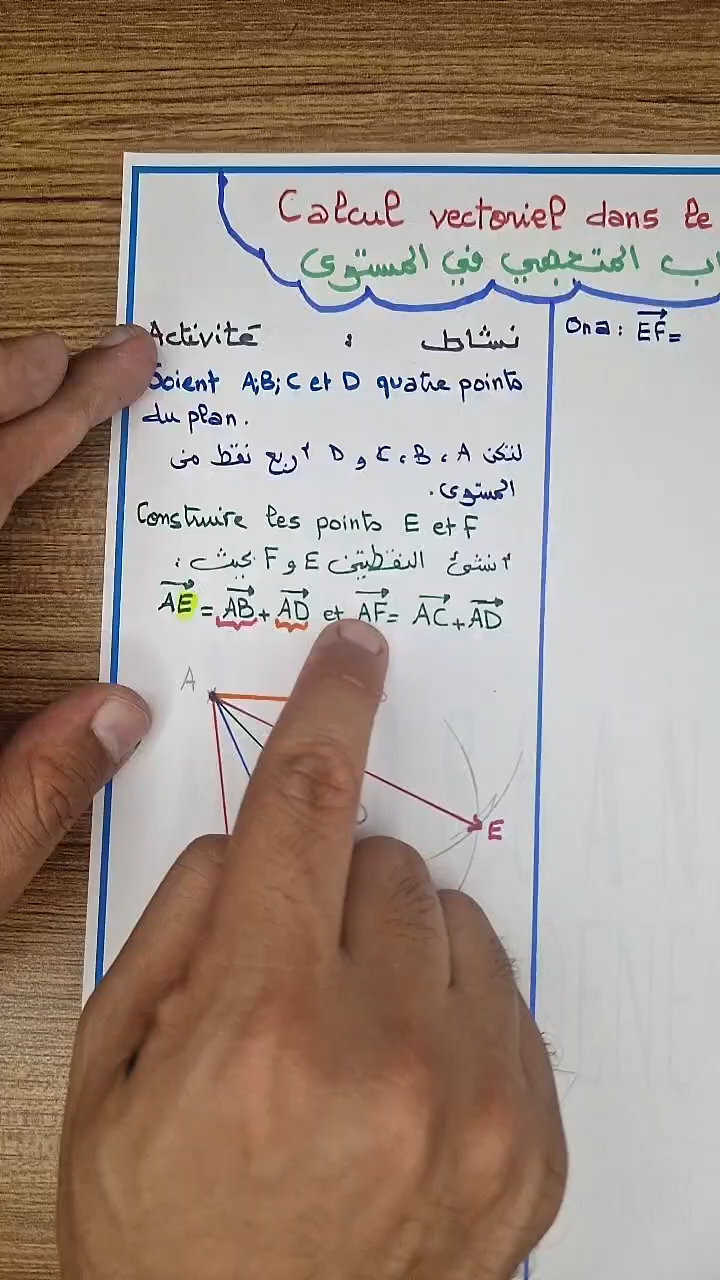 Calcul vectoriel dans le
المتجهي في المستوى
Activité : نشاط
Soient A, B; C et D quatre points
du plan.
لتكن A ، B ، C و D أربع نقط من
المستوى.
Construire les points E et F
أنشئ النقطتين E و F بحيث :
AE = AB + AD et AF = AC + AD
A
E
On a : EF =